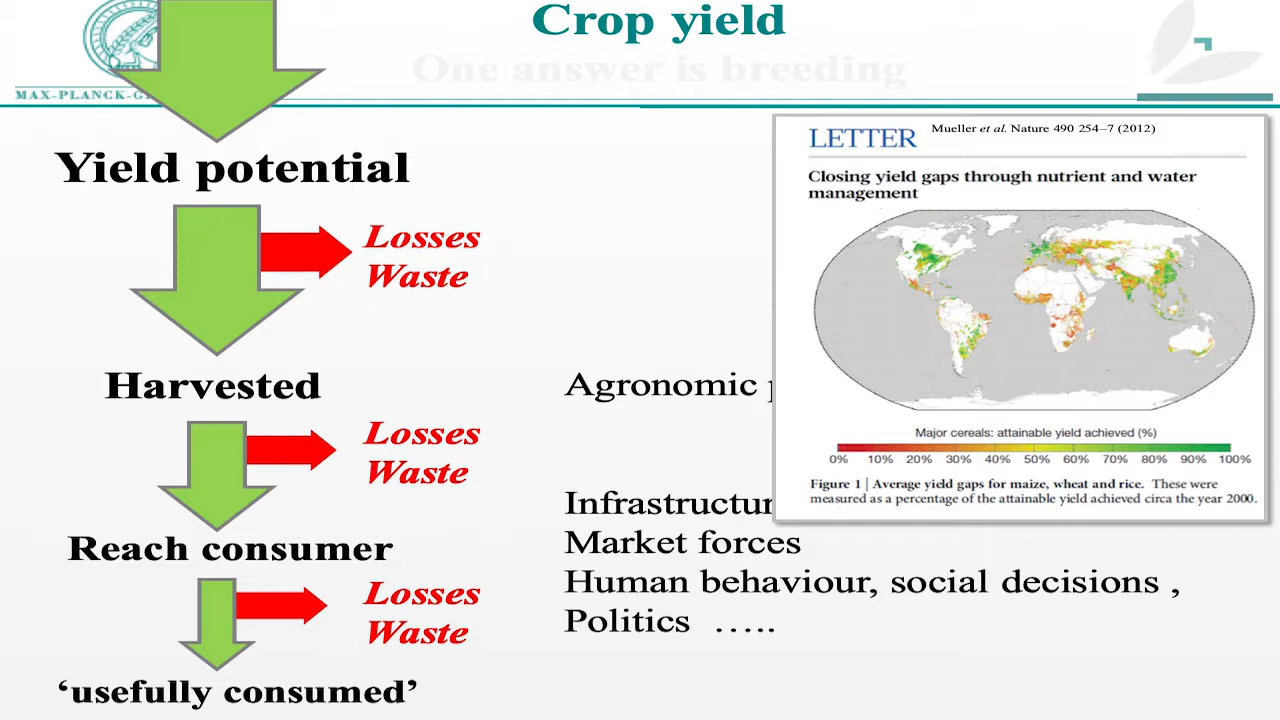 Crop yield
One answer is breeding
MAX-PLANCK-G
Yield potential
Losses
Waste
Harvested
Losses
Waste
Reach consumer
Losses
Waste
‘usefully consumed’
Agronomic
Infrastructur
Market forces
Human behaviour, social decisions ,
Politics …..
LETTER
Mueller et al. Nature 490 254–7 (2012)
Closing yield gaps through nutrient and water
management
Major cereals: attainable yield achieved (%)
0% 10% 20% 30% 40% 50% 60% 70% 80% 90% 100%
Figure 1 | Average yield gaps for maize, wheat and rice. These were
measured as a percentage of the attainable yield achieved circa the year 2000.